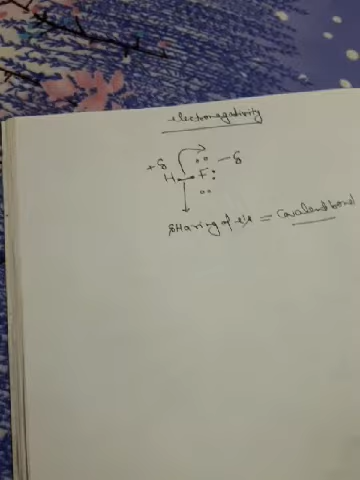 electronegativity
+δ –δ
H–F:
SHaring of e's = Covalent bond